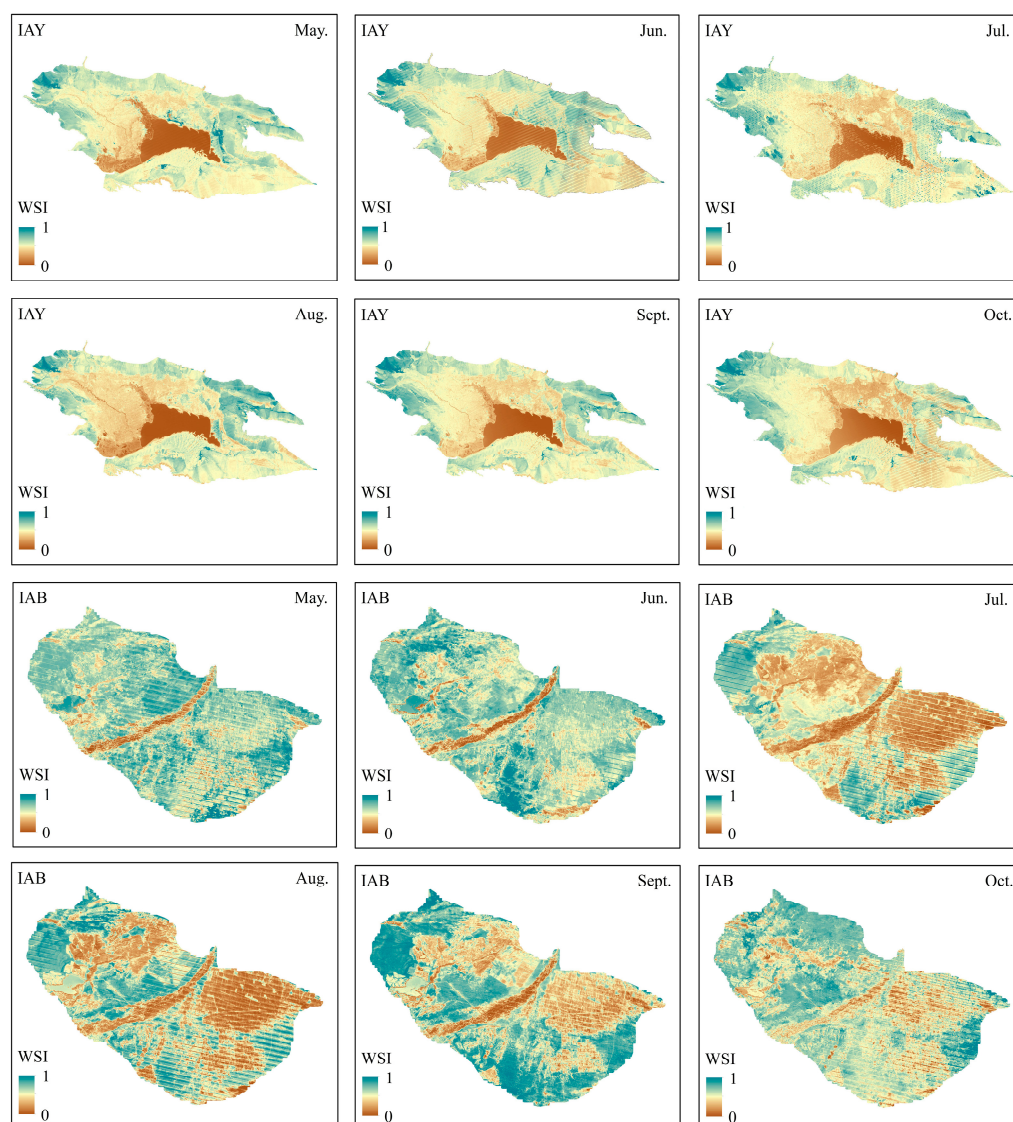 IAY May.
WSI
1
0
IAY Jun.
WSI
1
0
IAY Jul.
WSI
1
0
IAY Aug.
WSI
1
0
IAY Sept.
WSI
1
0
IAY Oct.
WSI
1
0
IAB May.
WSI
1
0
IAB Jun.
WSI
1
0
IAB Jul.
WSI
1
0
IAB Aug.
WSI
1
0
IAB Sept.
WSI
1
0
IAB Oct.
WSI
1
0